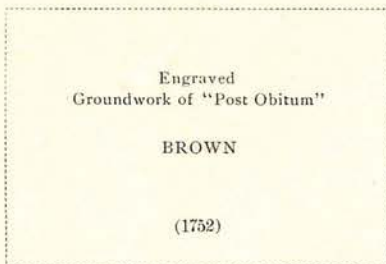 Engraved
Groundwork of “Post Obitum”
BROWN
(1752)